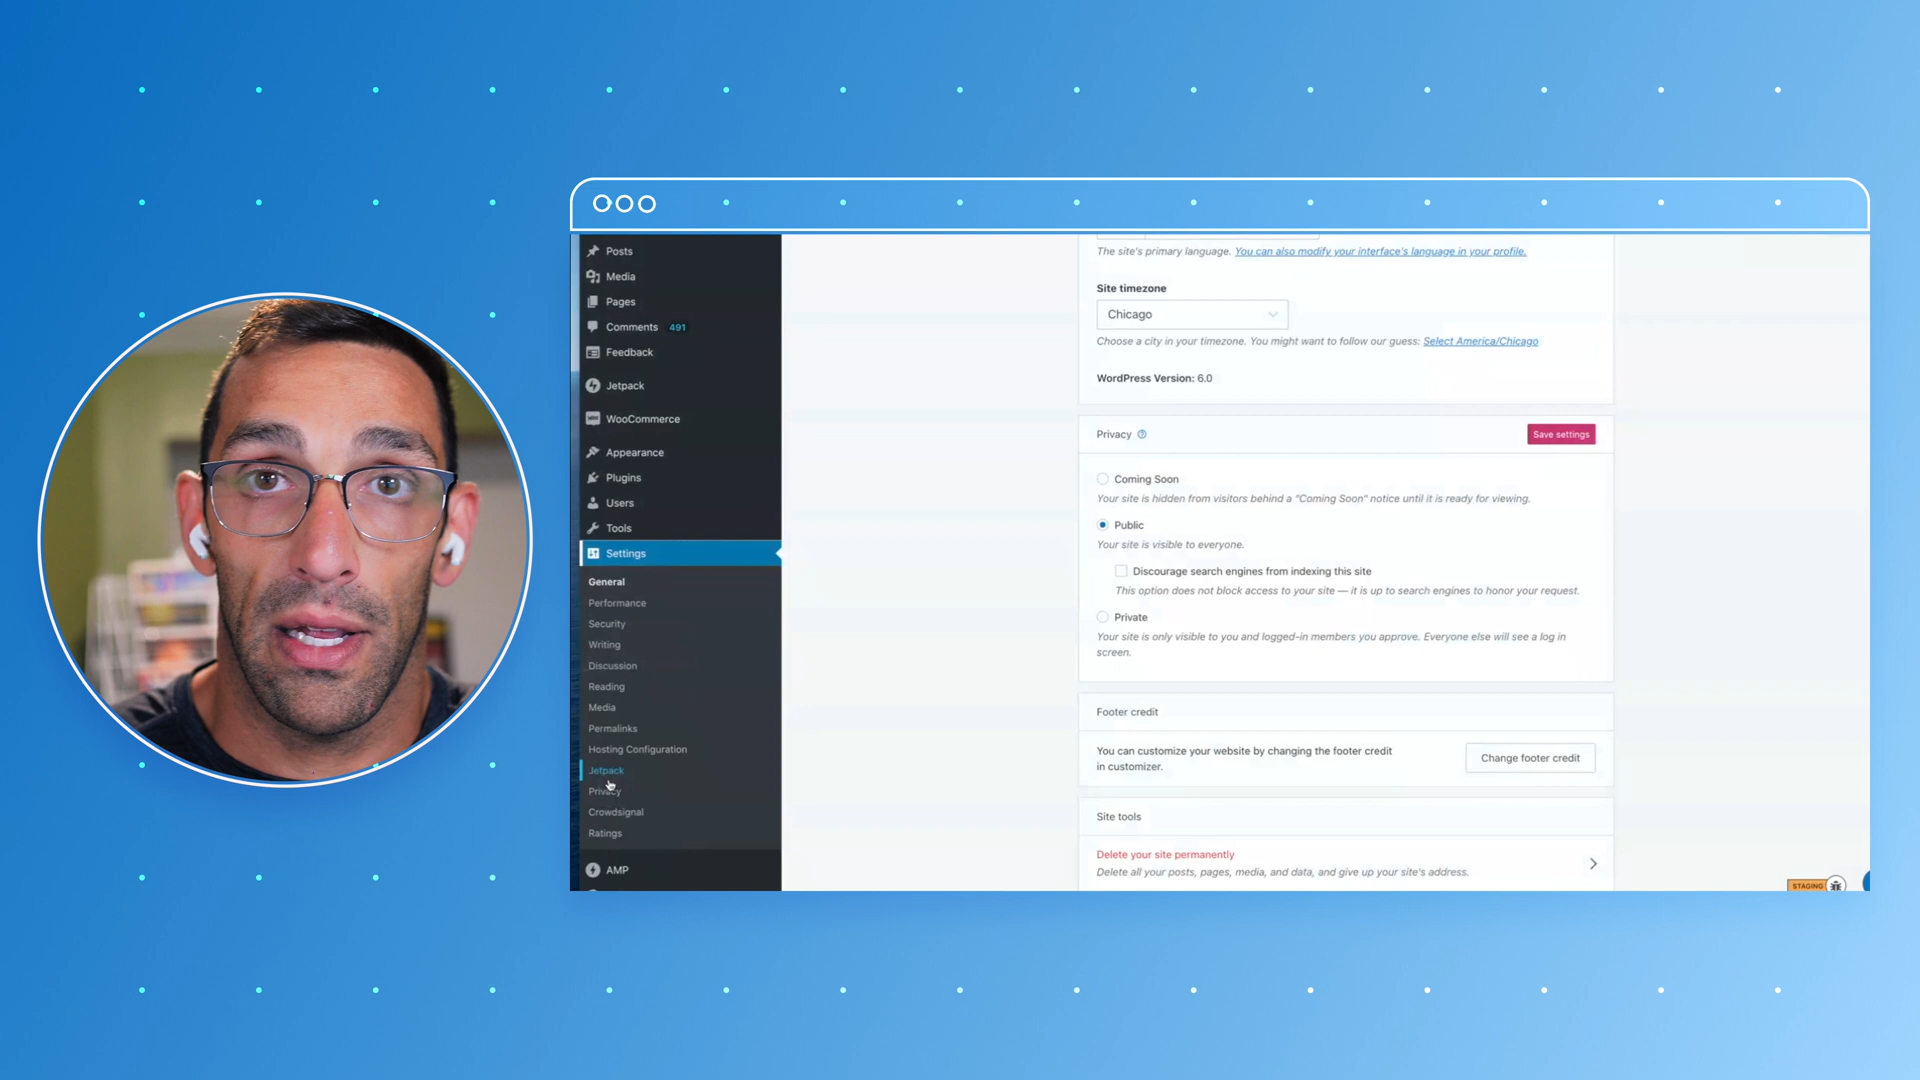 Posts
Media
Pages
Comments 491
Feedback
Jetpack
WooCommerce
Appearance
Plugins
Users
Tools
Settings
General
Performance
Security
Writing
Discussion
Reading
Media
Permalinks
Hosting Configuration
Jetpack
Privacy
Crowdsignal
Ratings
AMP
The site's primary language. You can also modify your interface's language in your profile.
Site timezone
Chicago
Choose a city in your timezone. You might want to follow our guess: Select America/Chicago
WordPress Version: 6.0
Privacy
Save settings
Coming Soon
Your site is hidden from visitors behind a "Coming Soon" notice until it is ready for viewing.
Public
Your site is visible to everyone.
Discourage search engines from indexing this site
This option does not block access to your site — it is up to search engines to honor your request.
Private
Your site is only visible to you and logged-in members you approve. Everyone else will see a log in
screen.
Footer credit
You can customize your website by changing the footer credit
in customizer.
Change footer credit
Site tools
Delete your site permanently
Delete all your posts, pages, media, and data, and give up your site's address.
STAGING